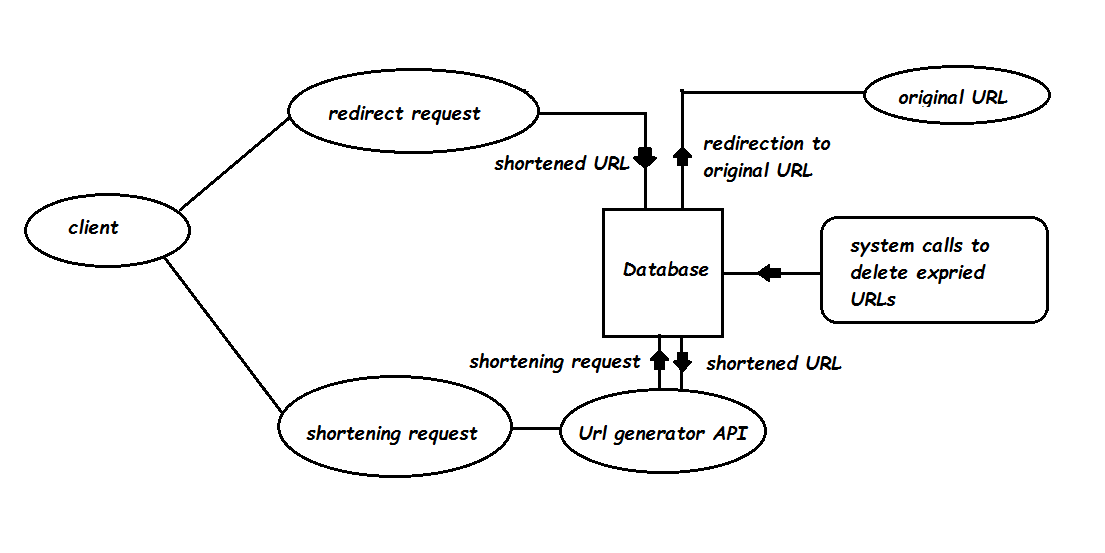 redirect request
original URL
redirection to
original URL
shortened URL
client
system calls to
delete expried
URLs
Database
shortening request
shortened URL
shortening request
Url generator API